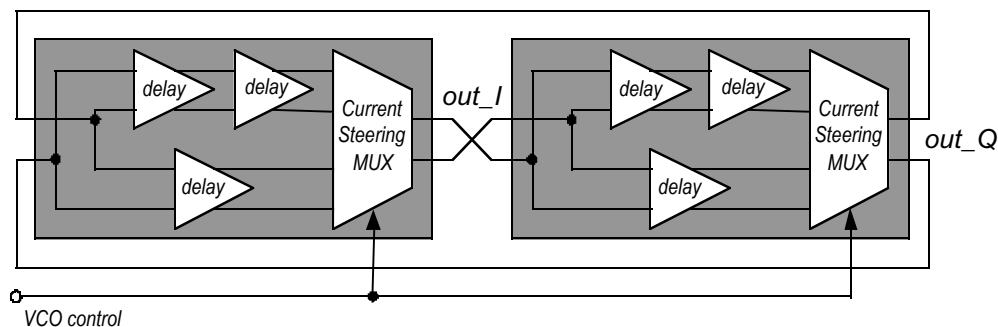 delay
delay
Current
Steering
MUX
delay
out_I
delay
delay
Current
Steering
MUX
delay
out_Q
VCO control